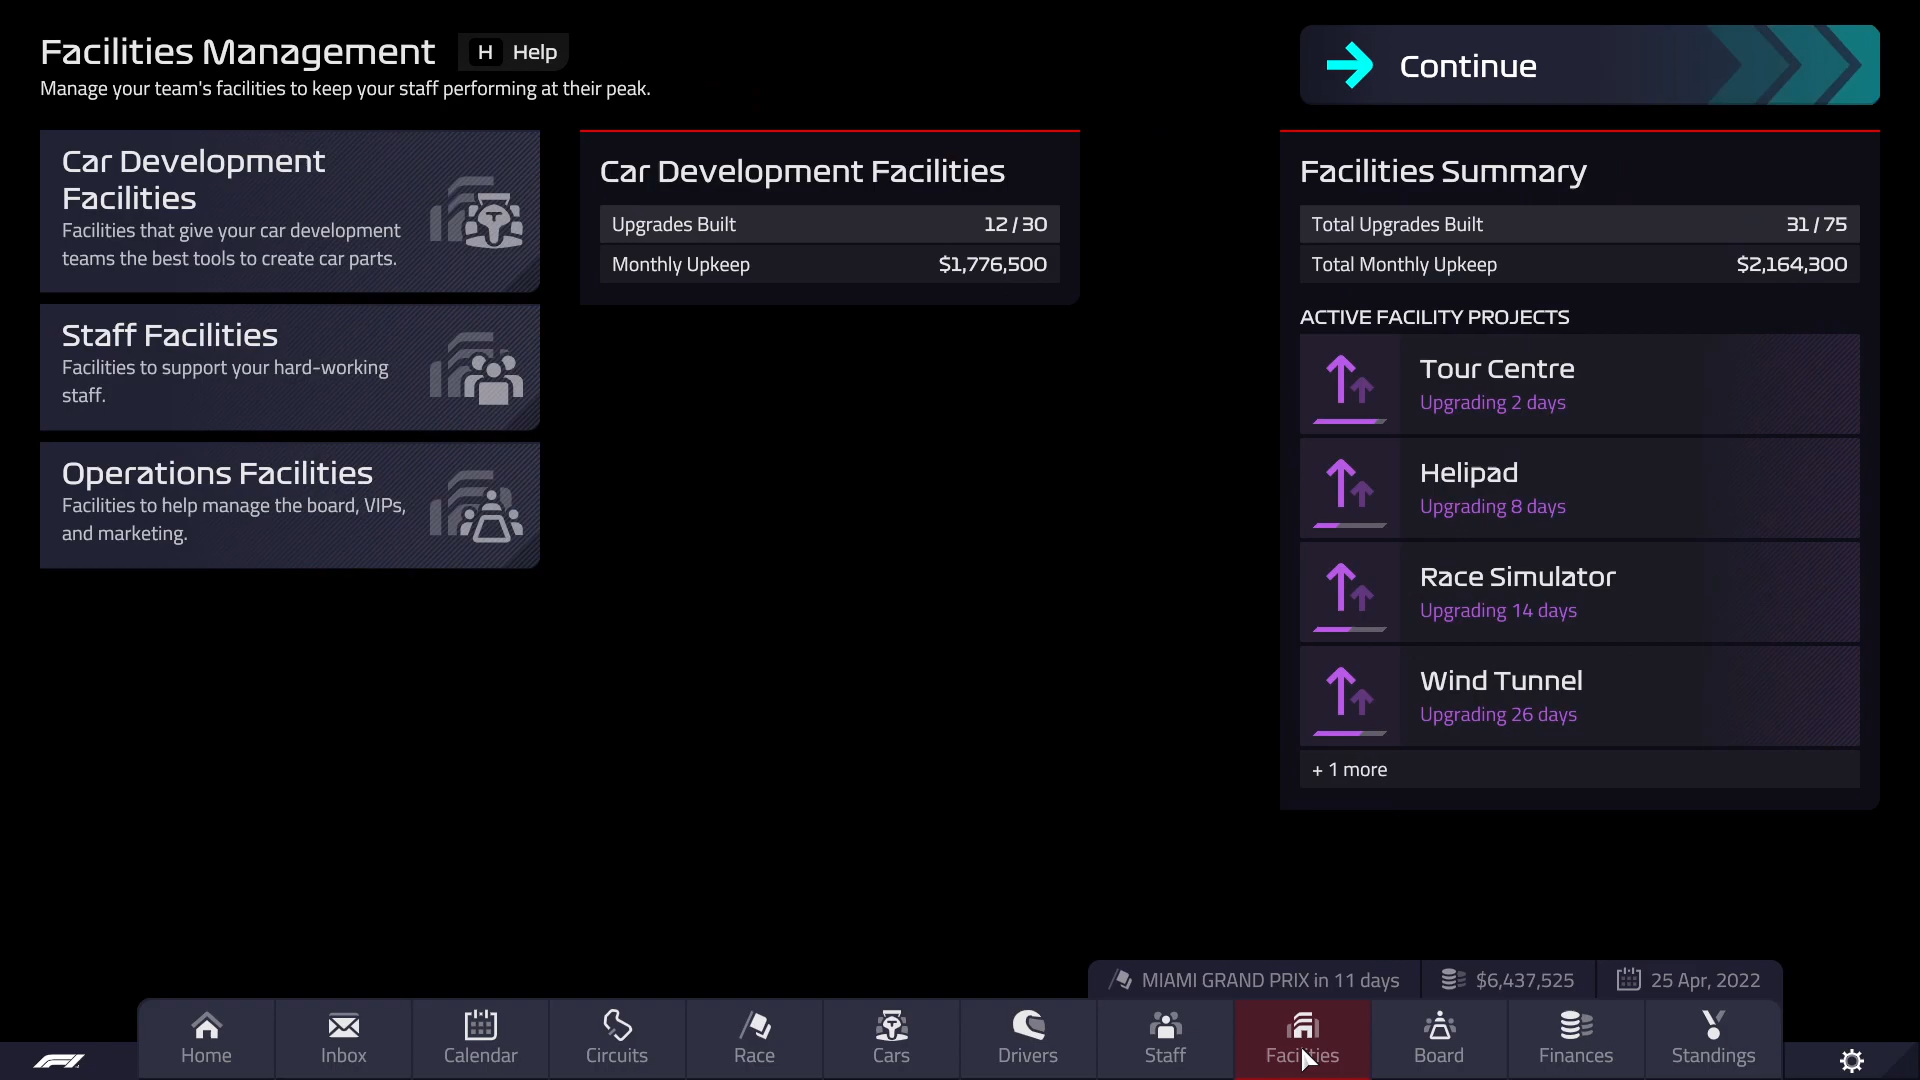 Facilities Management
H Help
Manage your team's facilities to keep your staff performing at their peak.
Continue
Car Development
Facilities
Facilities that give your car development
teams the best tools to create car parts.
Staff Facilities
Facilities to support your hard-working
staff.
Operations Facilities
Facilities to help manage the board, VIPs,
and marketing.
Car Development Facilities
Upgrades Built 12 / 30
Monthly Upkeep $1,776,500
Facilities Summary
Total Upgrades Built 31 / 75
Total Monthly Upkeep $2,164,300
ACTIVE FACILITY PROJECTS
Tour Centre
Upgrading 2 days
Helipad
Upgrading 8 days
Race Simulator
Upgrading 14 days
Wind Tunnel
Upgrading 26 days
+ 1 more
MIAMI GRAND PRIX in 11 days $6,437,525 25 Apr, 2022
Home Inbox Calendar Circuits Race Cars Drivers Staff Facilities Board Finances Standings